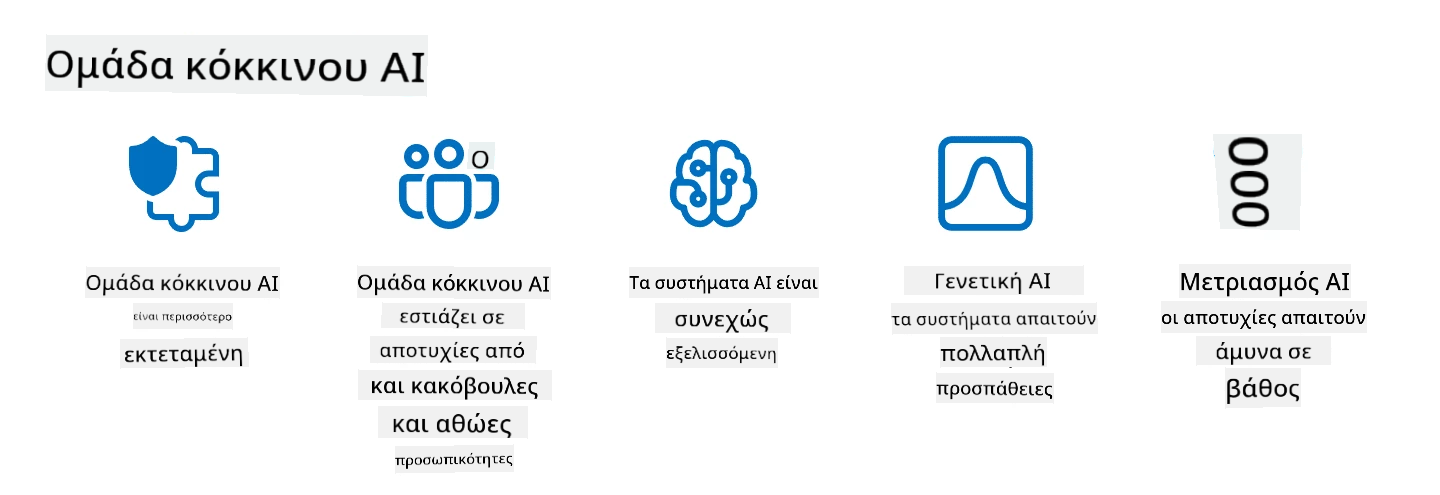 Ομάδα κόκκινου AI
Ο
000
Ομάδα κόκκινου AI
είναι περισσότερο
εκτεταμένη
Ομάδα κόκκινου AI
εστιάζει σε
αποτυχίες από
και κακόβουλες
και αθώες
προσωπικότητες
Τα συστήματα AI είναι
συνεχώς
εξελισσόμενη
Γενετική AI
τα συστήματα απαιτούν
πολλαπλή
προσπάθειες
Μετριασμός AI
οι αποτυχίες απαιτούν
άμυνα σε
βάθος